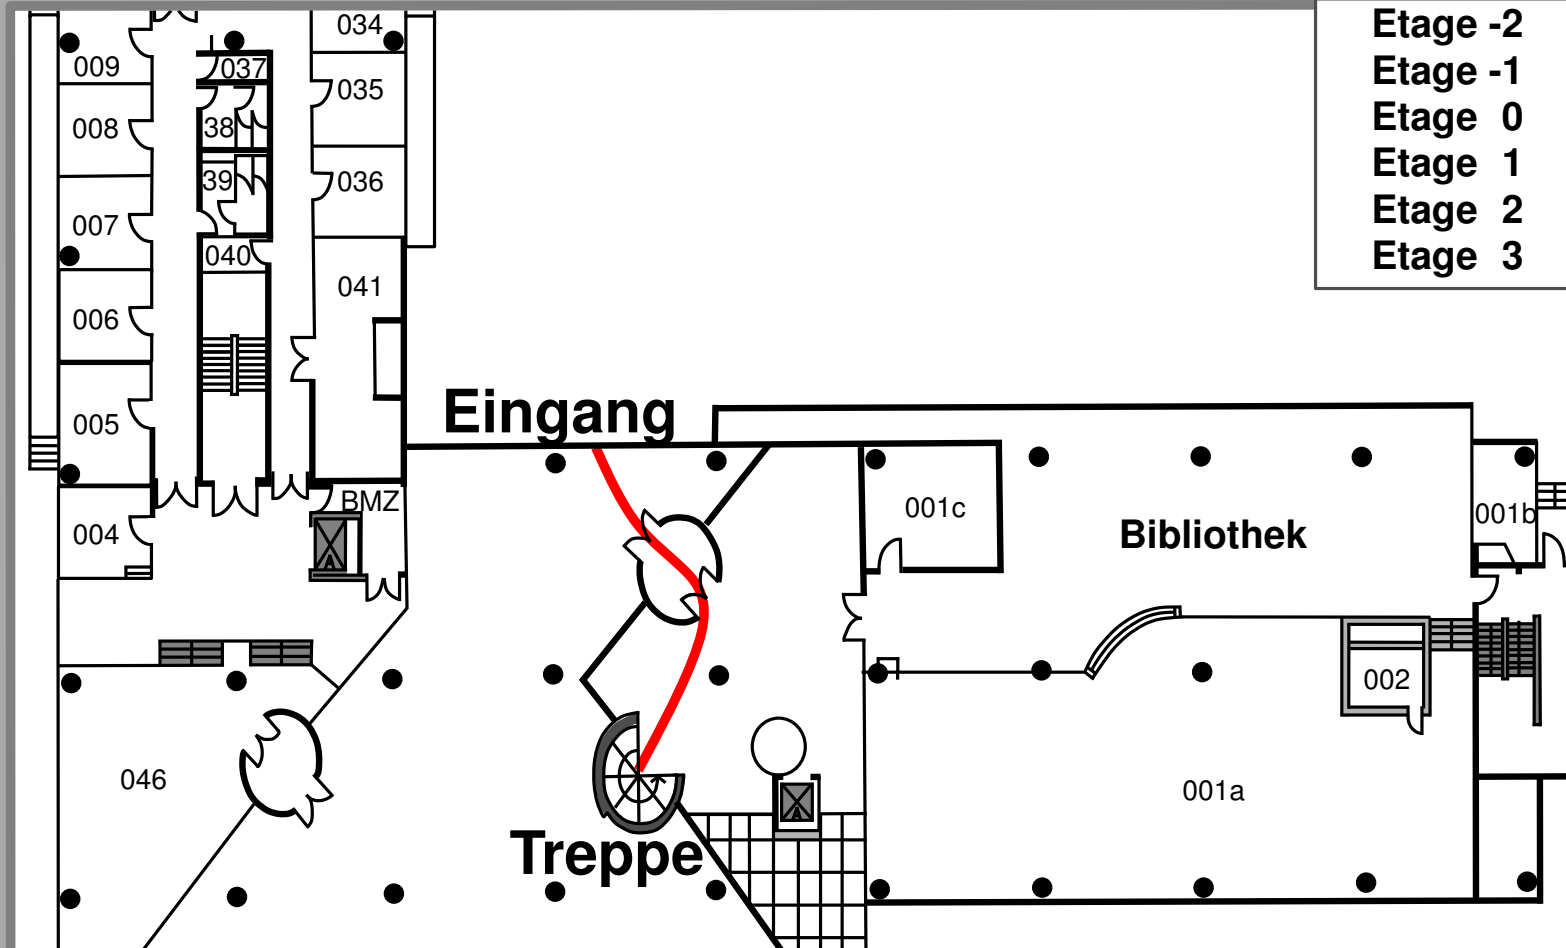 Etage -2
Etage -1
Etage 0
Etage 1
Etage 2
Etage 3
034
009
037
035
008
38
39
036
007
040
041
006
005
Eingang
BMZ
004
A
001c
Bibliothek
001b
002
046
001a
A
Treppe